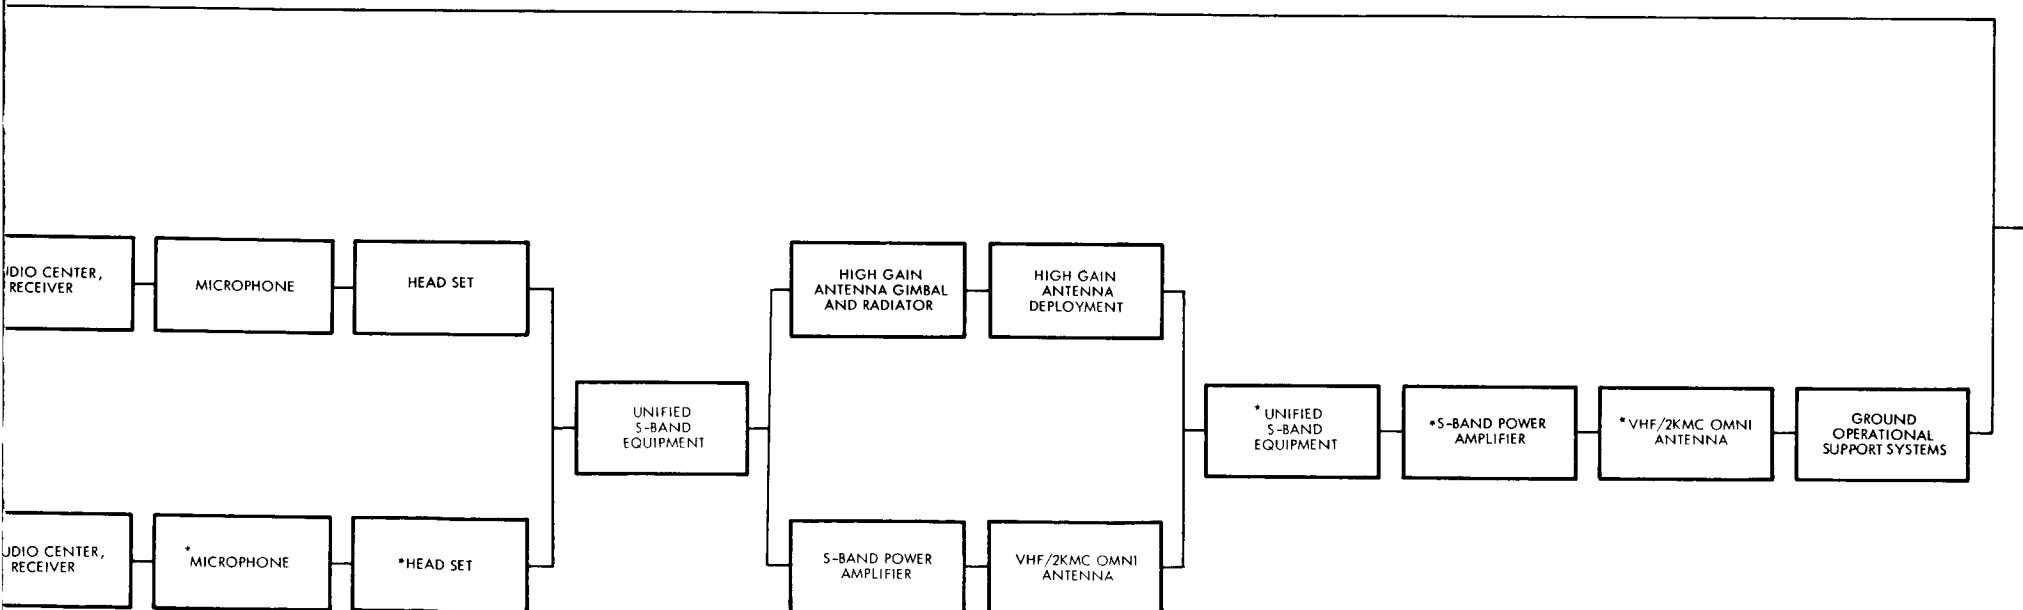 CENTER,
RECEIVER
MICROPHONE
HEAD SET
HIGH GAIN
ANTENNA GIMBAL
AND RADIATOR
HIGH GAIN
ANTENNA
DEPLOYMENT
UNIFIED
S-BAND
EQUIPMENT
*UNIFIED
S-BAND
EQUIPMENT
*S-BAND POWER
AMPLIFIER
*VHF/2KMC OMNI
ANTENNA
GROUND
OPERATIONAL
SUPPORT SYSTEMS
CENTER,
RECEIVER
*MICROPHONE
*HEAD SET
S-BAND POWER
AMPLIFIER
VHF/2KMC OMNI
ANTENNA